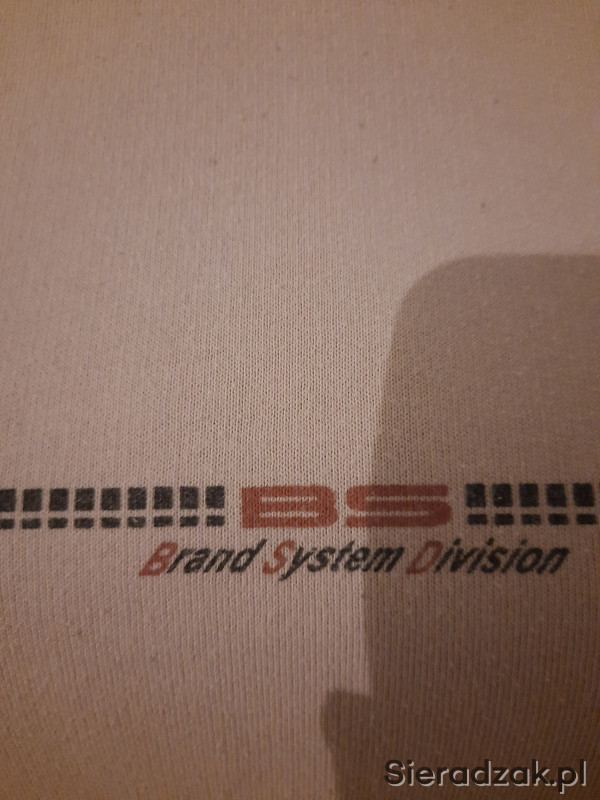 BS
Brand System Division
Sieradzak.pl